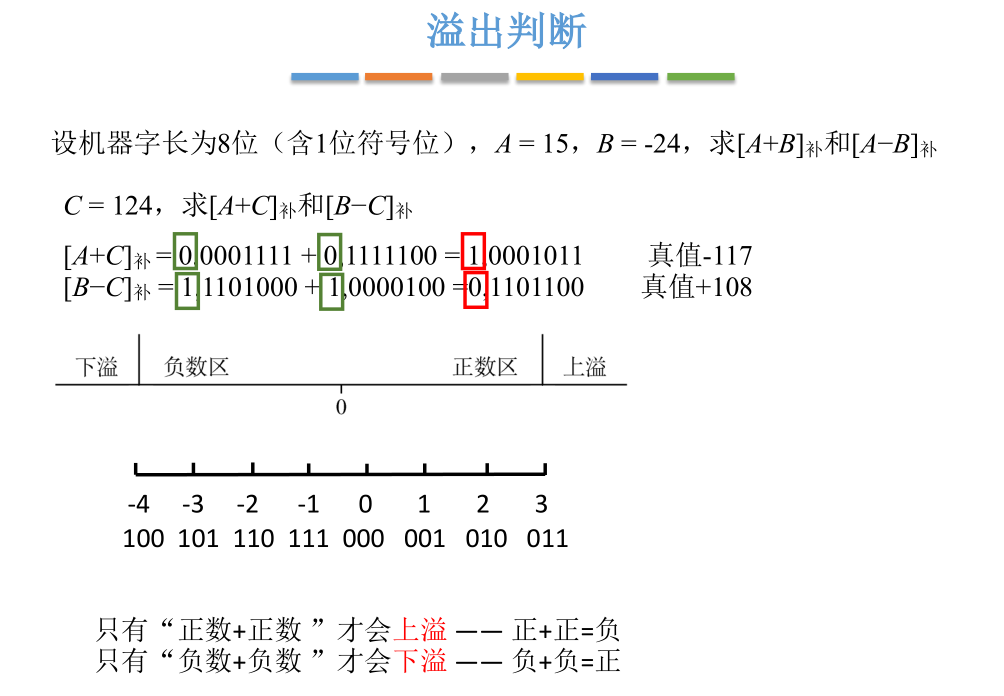 溢出判断
设机器字长为8位（含1位符号位），A = 15，B = -24，求[A+B]补和[A−B]补
C = 124，求[A+C]补和[B−C]补
[A+C]补 = 0,0001111 + 0,1111100 = 1,0001011 真值-117
[B−C]补 = 1,1101000 + 1,0000100 =0,1101100 真值+108
下溢 负数区 正数区 上溢
0
-4 -3 -2 -1 0 1 2 3
100 101 110 111 000 001 010 011
只有“正数+正数 ”才会上溢 —— 正+正=负
只有“负数+负数 ”才会下溢 —— 负+负=正